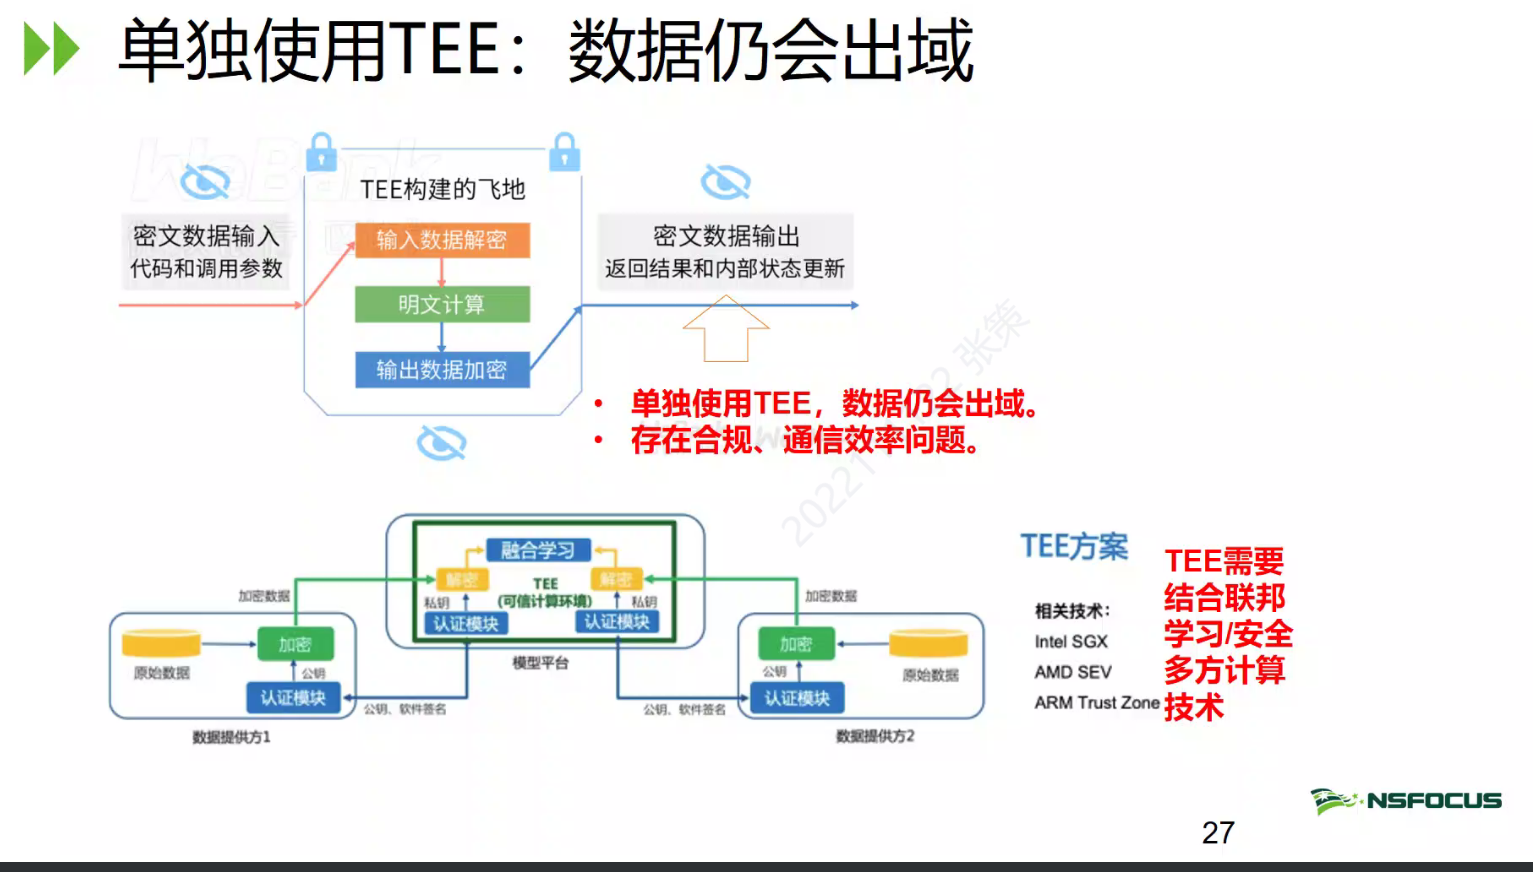 单独使用TEE：数据仍会出域
WeBank
TEE构建的飞地
密文数据输入
代码和调用参数
输入数据解密
明文计算
输出数据加密
密文数据输出
返回结果和内部状态更新
• 单独使用TEE，数据仍会出域。
• 存在合规、通信效率问题。
张策
融合学习
解密
TEE
(可信计算环境)
解密
私钥
私钥
认证模块
认证模块
模型平台
加密数据
加密
原始数据
公钥
认证模块
数据提供方1
公钥、软件签名
加密数据
加密
原始数据
公钥
认证模块
数据提供方2
公钥、软件签名
TEE方案
相关技术：
Intel SGX
AMD SEV
ARM Trust Zone
TEE需要
结合联邦
学习/安全
多方计算
技术
NSFOCUS
27